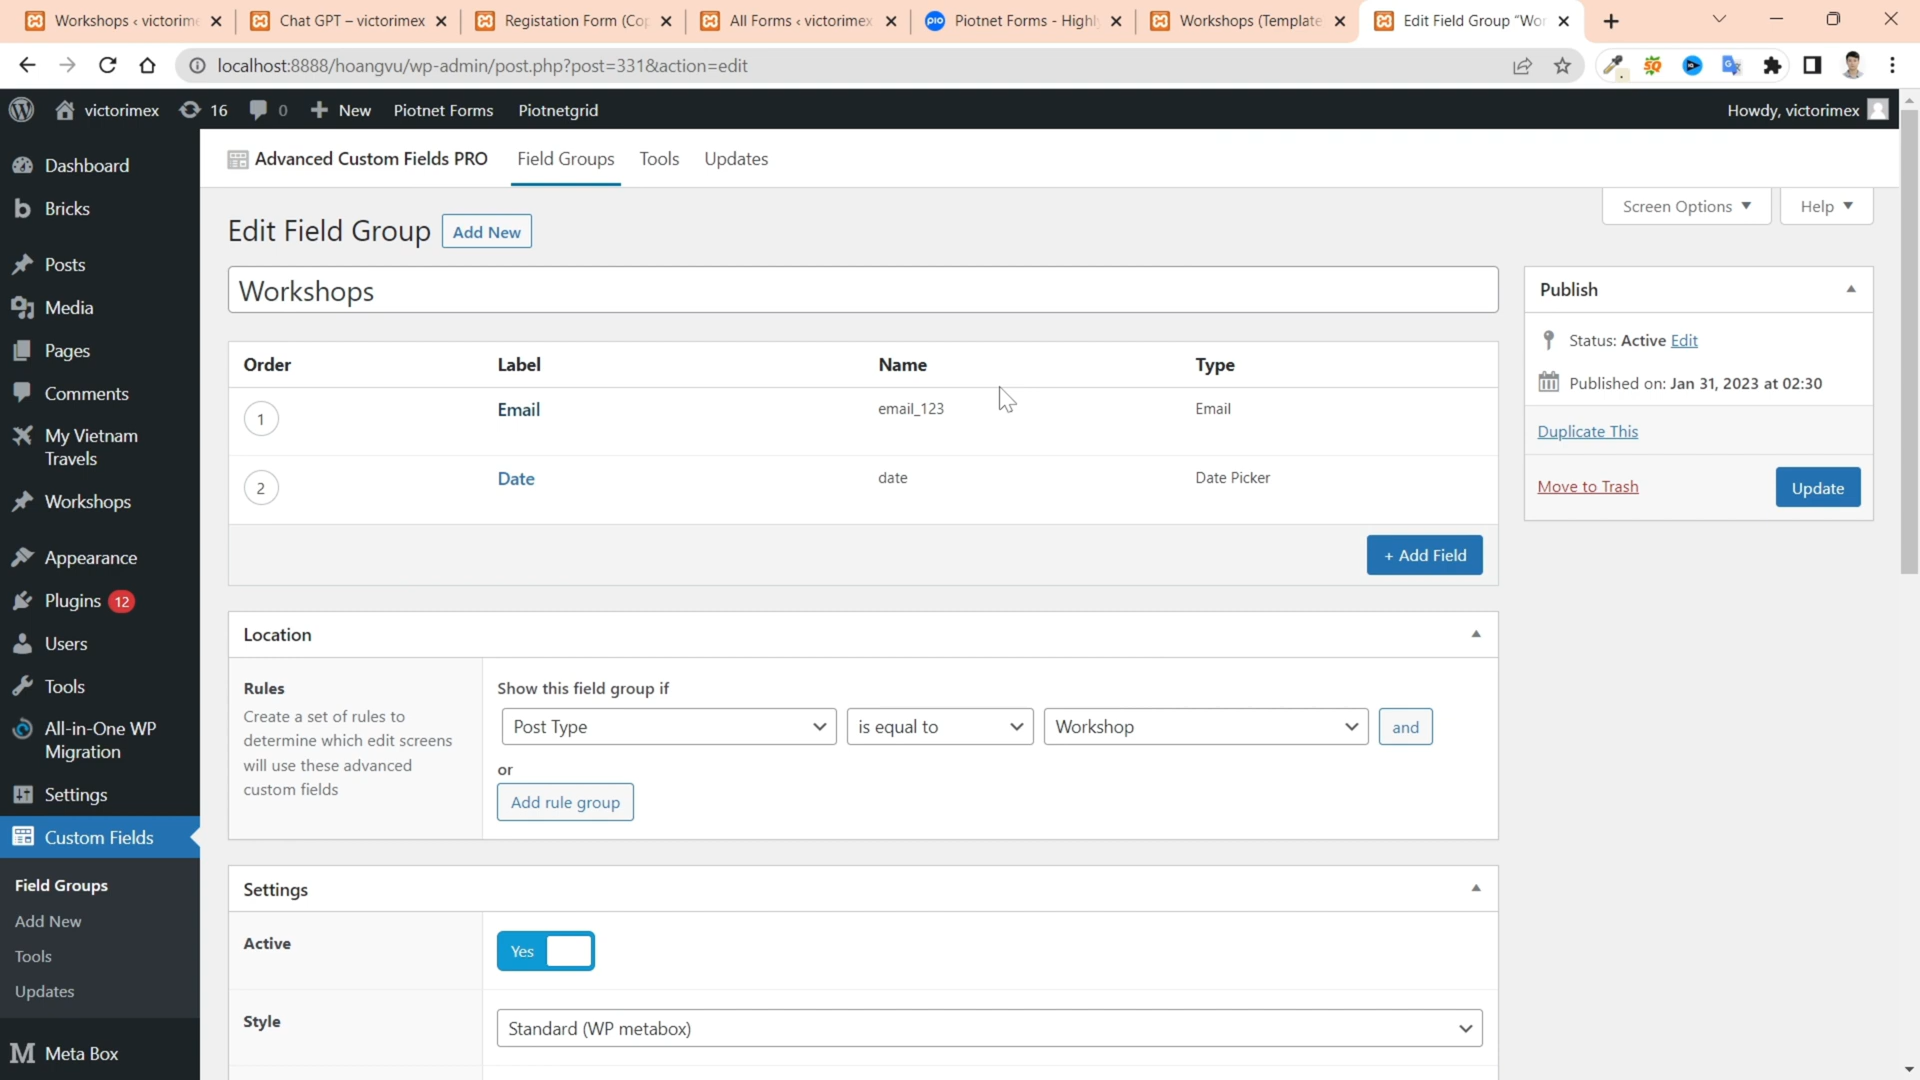 Workshops ‹ victorime
Chat GPT – victorimex
Registation Form (Co
All Forms ‹ victorimex
Piotnet Forms - Highl
Workshops (Template
Edit Field Group "Wor
localhost:8888/hoangvu/wp-admin/post.php?post=331&action=edit
victorimex
16
0
New
Piotnet Forms
Piotnetgrid
Howdy, victorimex
Dashboard
Bricks
Posts
Media
Pages
Comments
My Vietnam
Travels
Workshops
Appearance
Plugins 12
Users
Tools
All-in-One WP
Migration
Settings
Custom Fields
Field Groups
Add New
Tools
Updates
Meta Box
Advanced Custom Fields PRO
Field Groups
Tools
Updates
Screen Options
Help
Edit Field Group
Add New
Workshops
Order
Label
Name
Type
1
Email
email_123
Email
2
Date
date
Date Picker
+ Add Field
Location
Rules
Create a set of rules to
determine which edit screens
will use these advanced
custom fields
Show this field group if
Post Type
is equal to
Workshop
and
or
Add rule group
Settings
Active
Yes
Style
Standard (WP metabox)
Publish
Status: Active Edit
Published on: Jan 31, 2023 at 02:30
Duplicate This
Move to Trash
Update